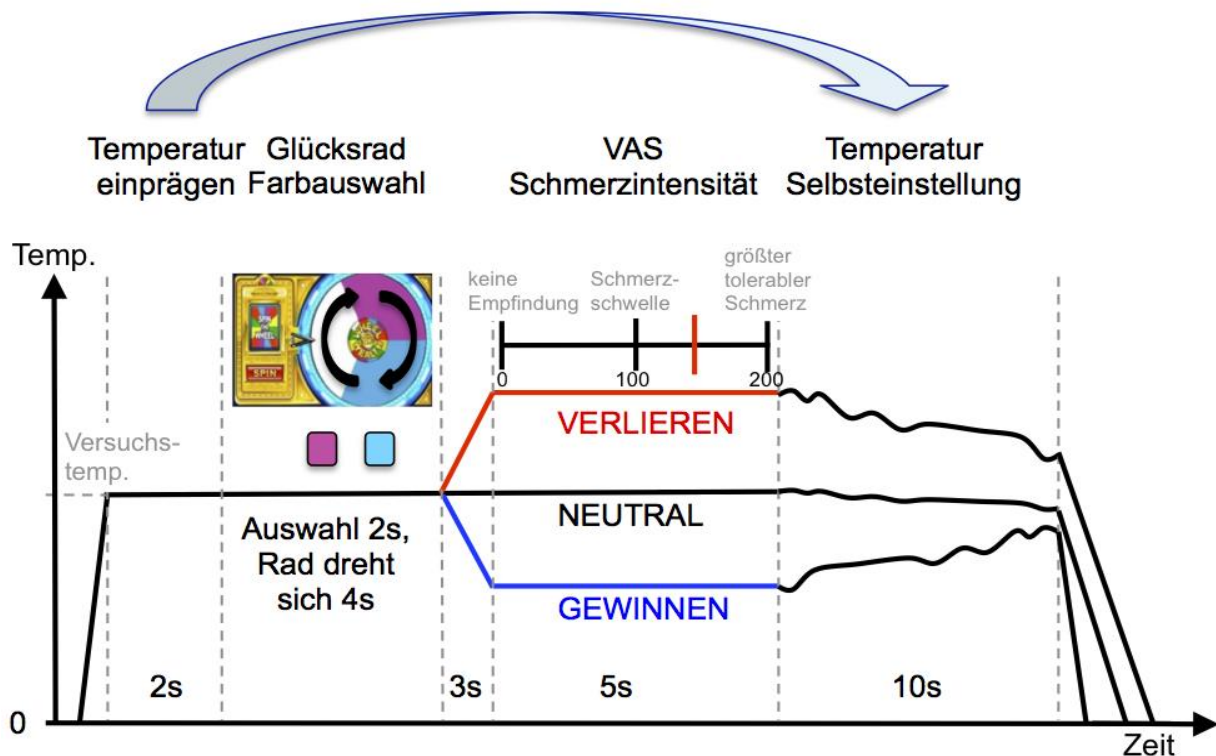 Temperatur
einprägen
Glücksrad
Farbauswahl
VAS
Schmerzintensität
Temperatur
Selbsteinstellung
Temp.
keine
Empfindung
Schmerz-
schwelle
größter
tolerabler
Schmerz
SPIN
0
100
200
VERLIEREN
Versuchs-
temp.
NEUTRAL
Auswahl 2s,
Rad dreht
sich 4s
GEWINNEN
2s
3s
5s
10s
0
Zeit